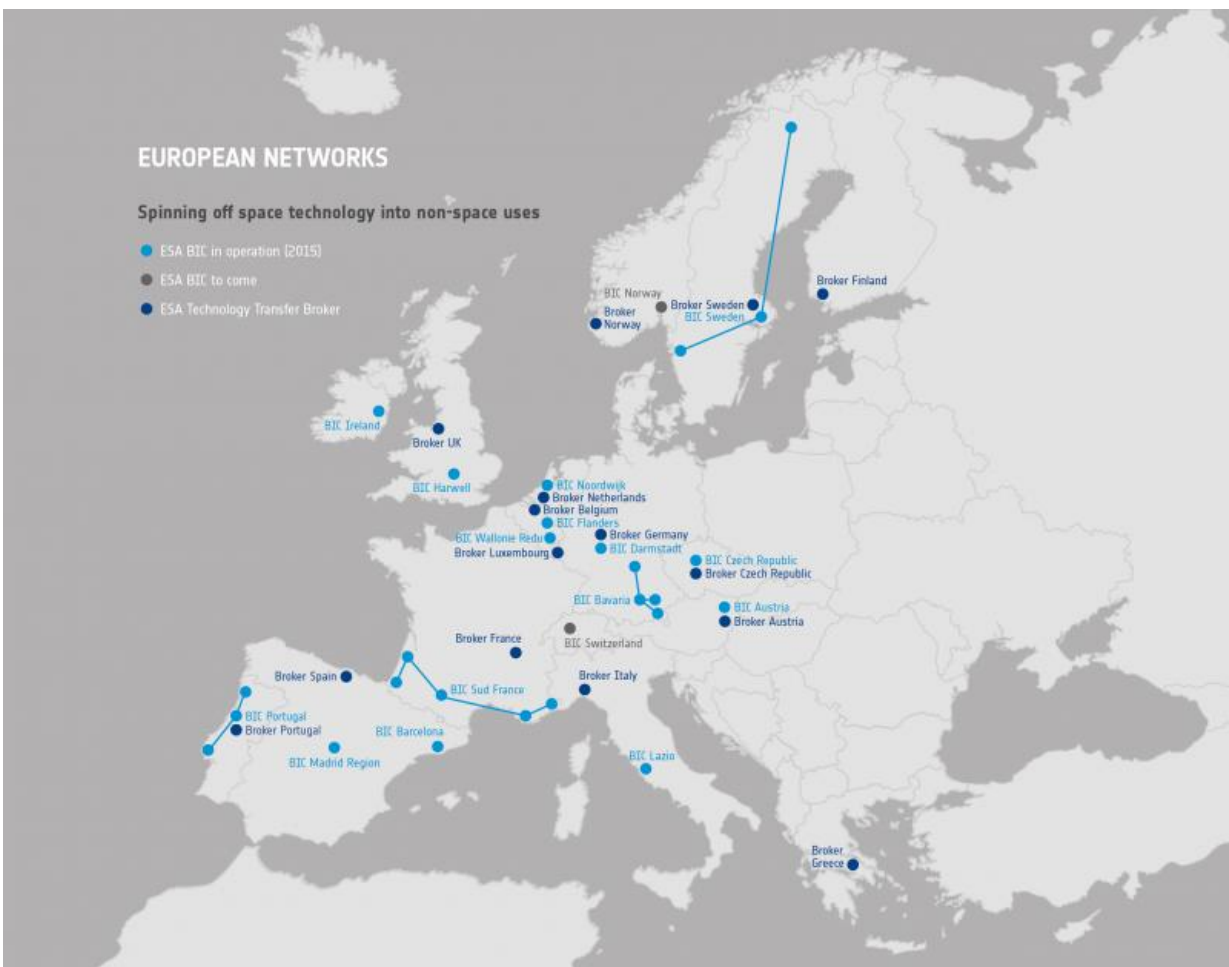 EUROPEAN NETWORKS
Spinning off space technology into non-space uses
ESA BIC in operation (2015)
ESA BIC to come
ESA Technology Transfer Broker
Broker Finland
BIC Norway
Broker Sweden
Broker
Norway
BIC Sweden
BIC Ireland
Broker UK
BIC Harwell
BIC Noordwijk
Broker Netherlands
Broker Belgium
BIC Flanders
BIC Wallonie Redu
Broker Germany
Broker Luxembourg
BIC Darmstadt
BIC Czech Republic
Broker Czech Republic
BIC Bavaria
BIC Austria
Broker Austria
Broker France
BIC Switzerland
Broker Spain
Broker Italy
BIC Sud France
BIC Portugal
Broker Portugal
BIC Barcelona
BIC Madrid Region
BIC Lazio
Broker
Greece